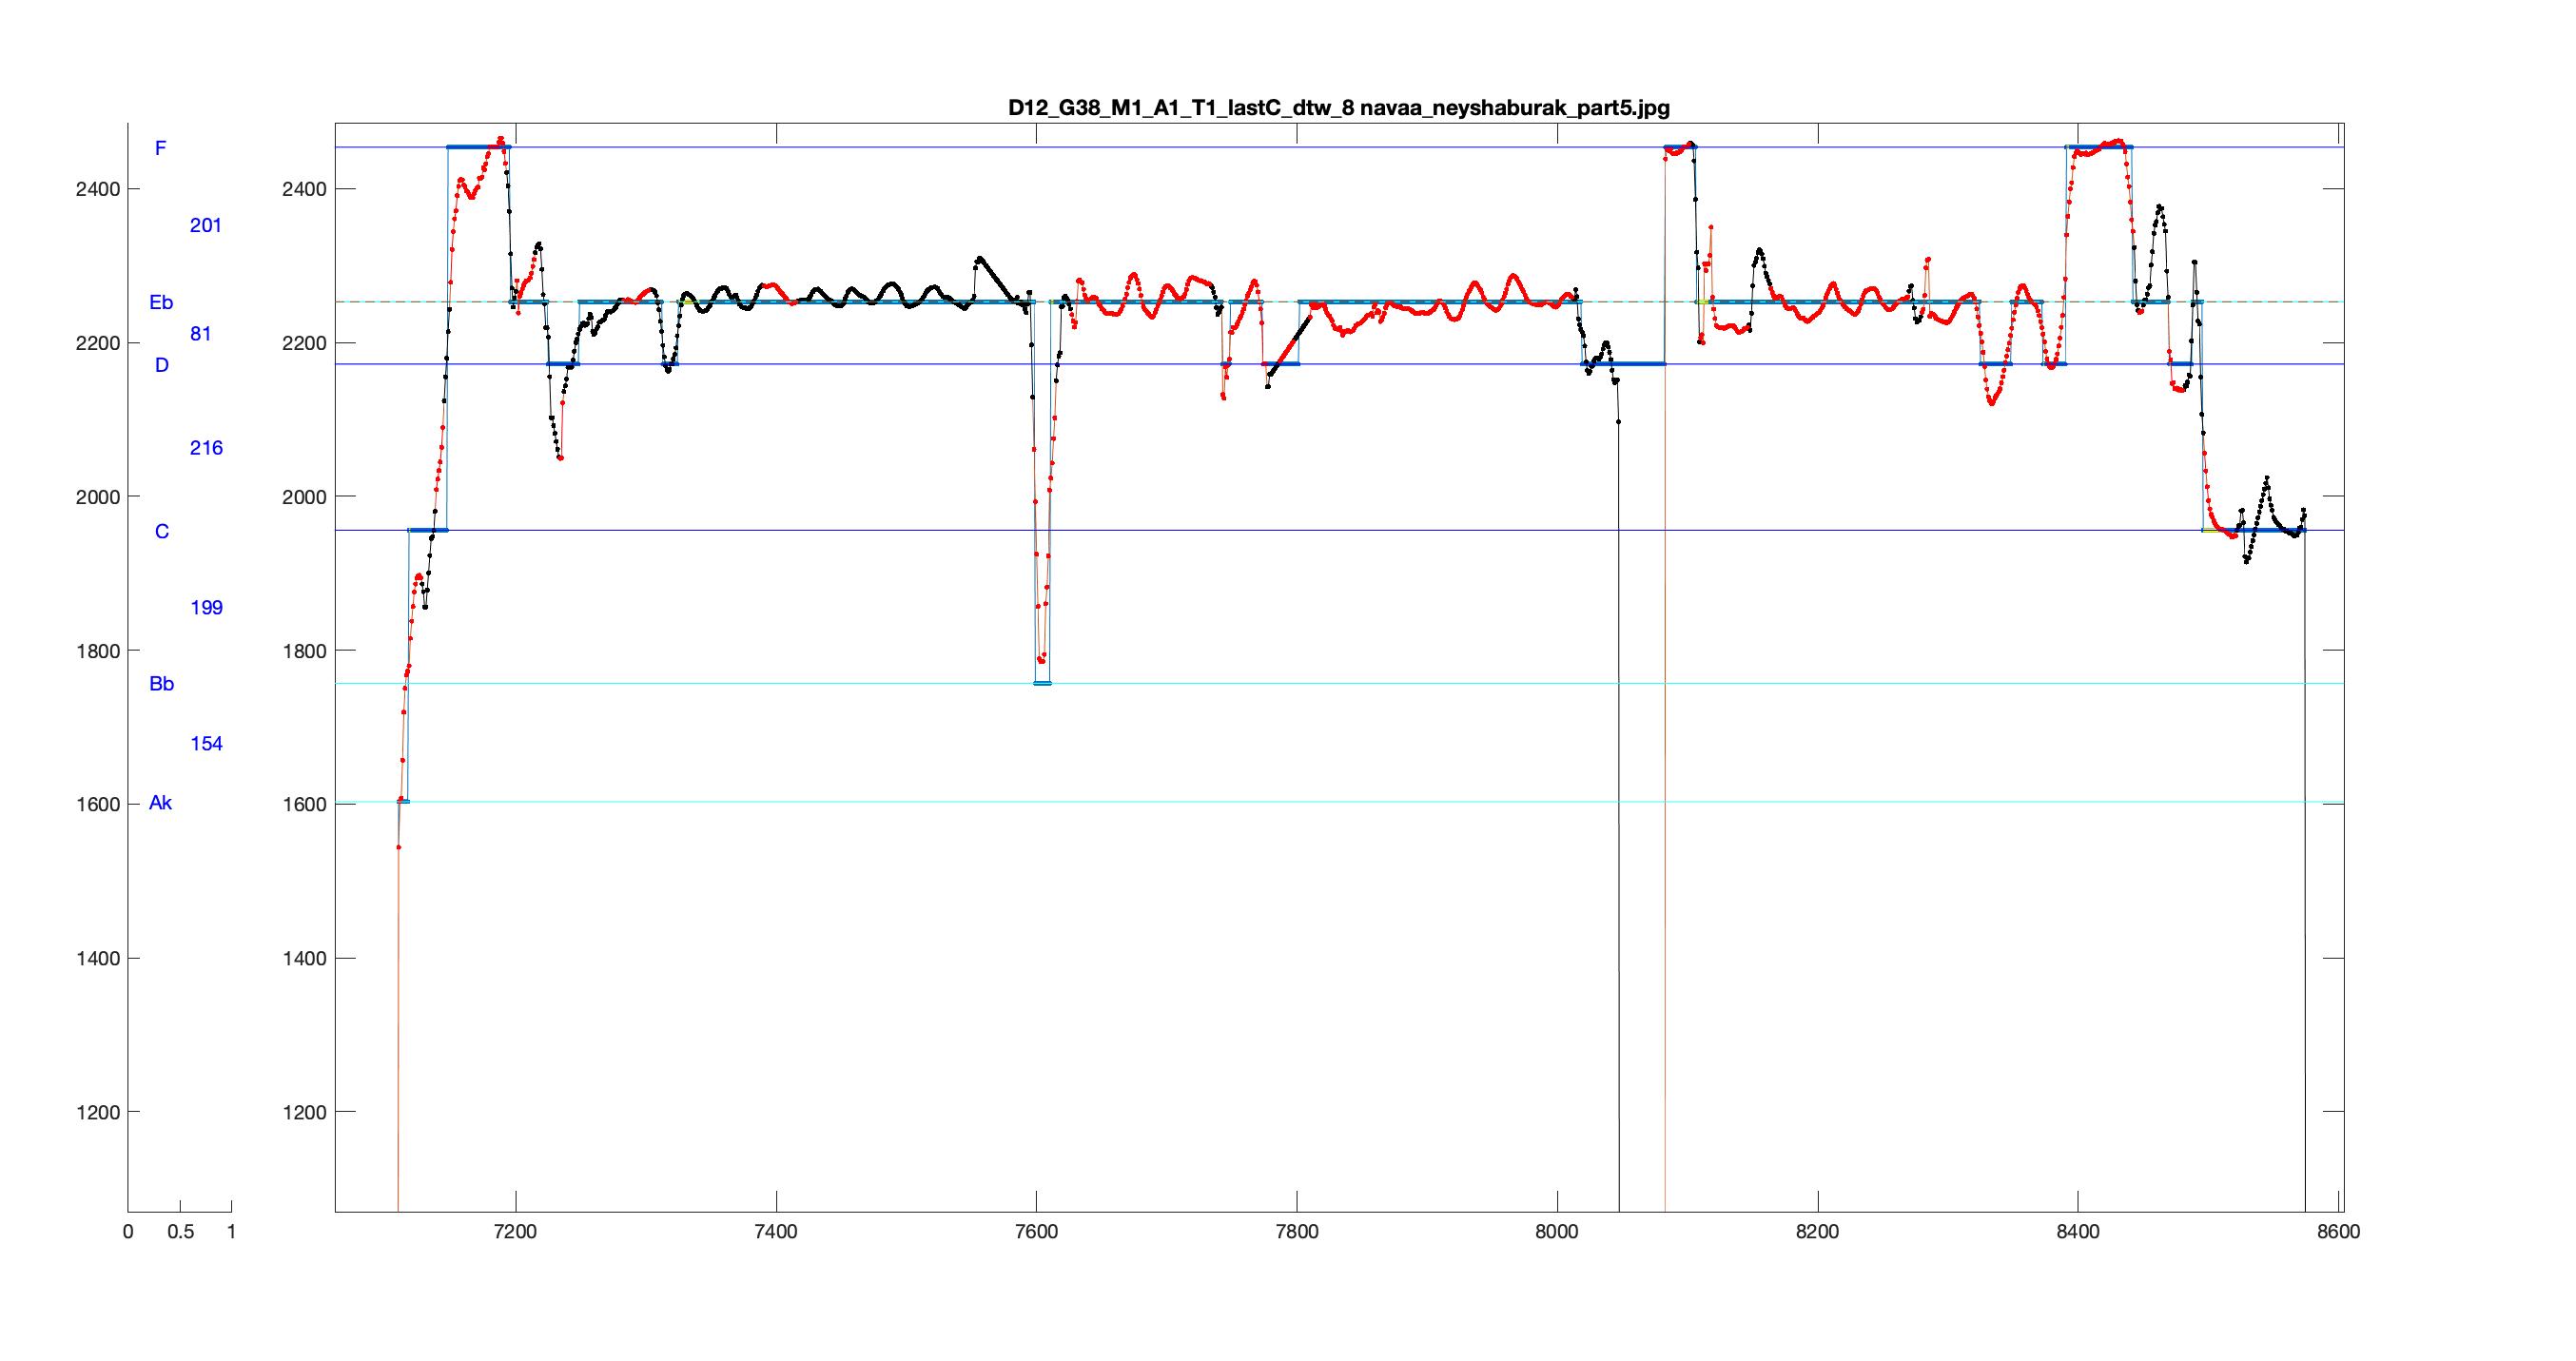 D12_G38_M1_A1_T1_lastC_dtw_8 navaa_neyshaburak_part5.jpg
F
2400 2400
201
Eb
2200 81 2200
D
216
2000 2000
C
199
1800 1800
Bb
154
1600 Ak 1600
1400 1400
1200 1200
0 0.5 1 7200 7400 7600 7800 8000 8200 8400 8600